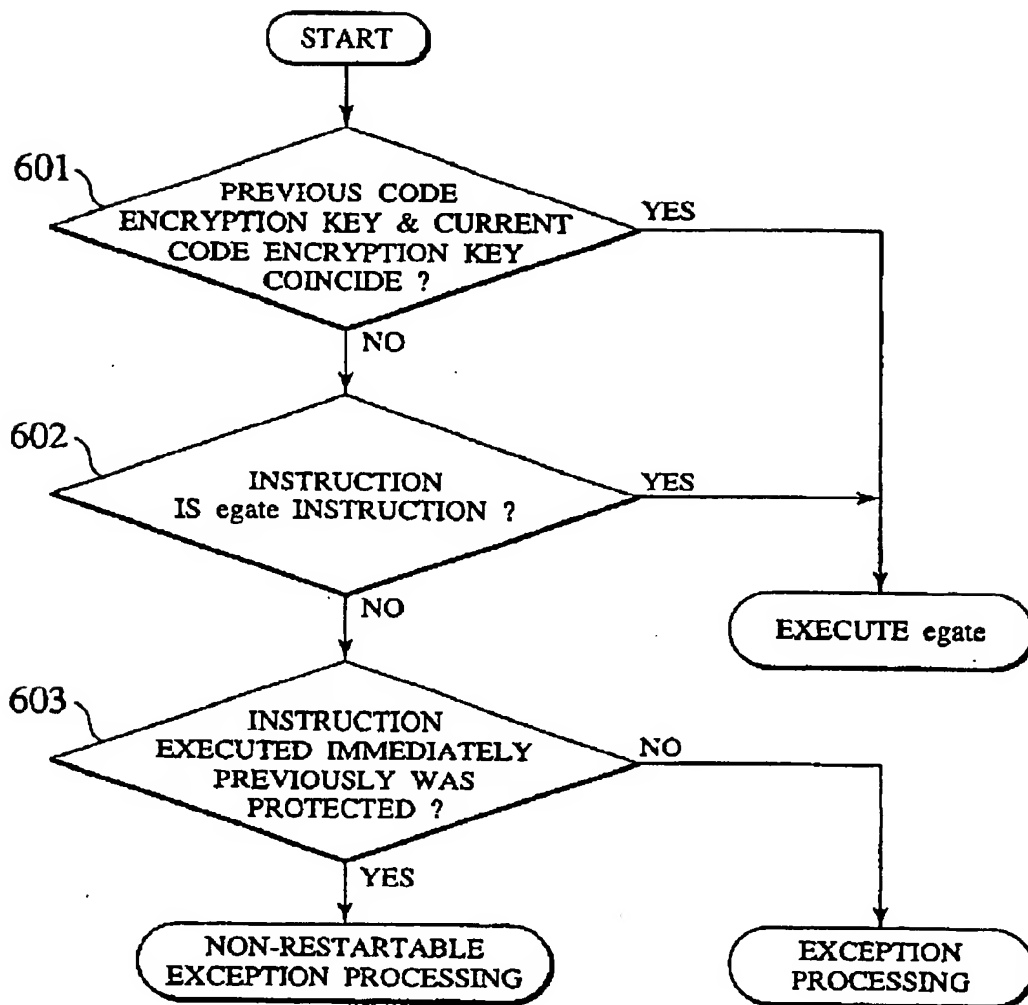 START
601
PREVIOUS CODE
ENCRYPTION KEY & CURRENT
CODE ENCRYPTION KEY
COINCIDE ?
YES
NO
602
INSTRUCTION
IS egate INSTRUCTION ?
YES
NO
EXECUTE egate
603
INSTRUCTION
EXECUTED IMMEDIATELY
PREVIOUSLY WAS
PROTECTED ?
NO
YES
NON-RESTARTABLE
EXCEPTION PROCESSING
EXCEPTION
PROCESSING